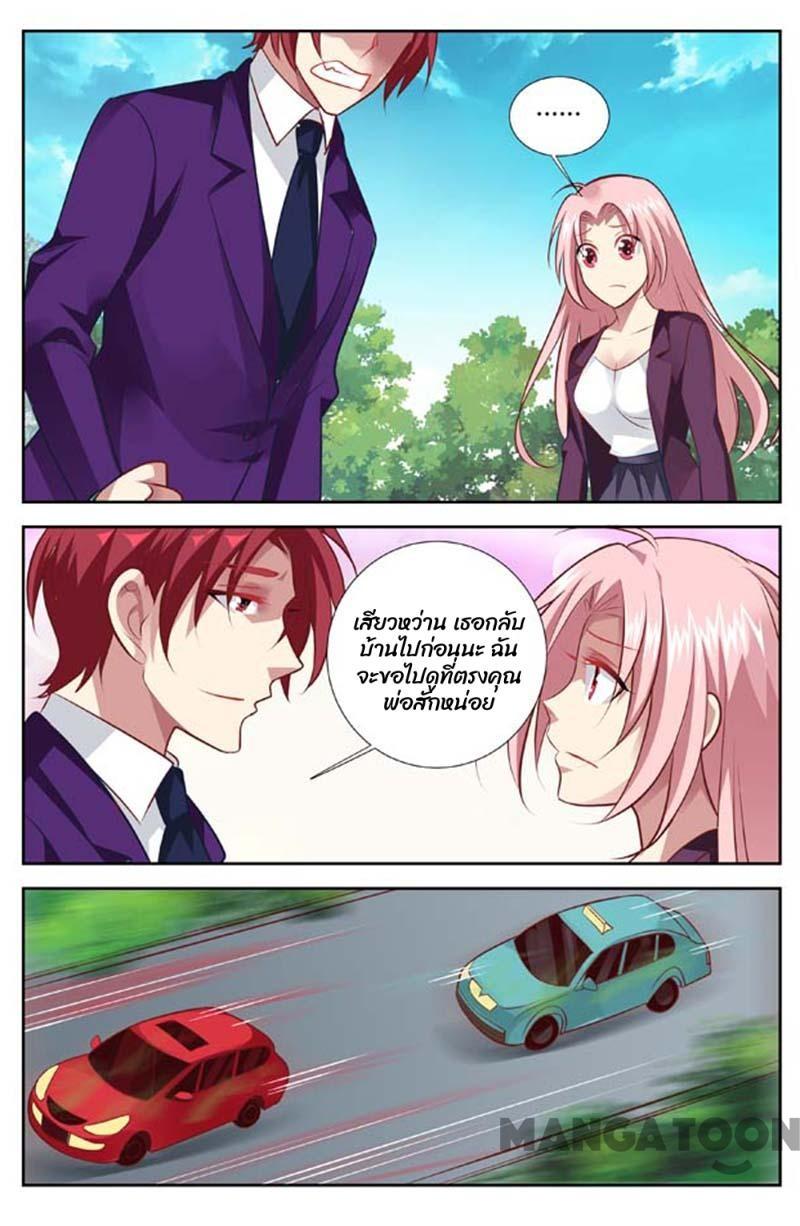 ......
เสี่ยวหว่าน เธอกลับ
บ้านไปก่อนนะ ฉัน
จะขอไปดูที่ตรงคุณ
พ่อสักหน่อย
MANGATOON